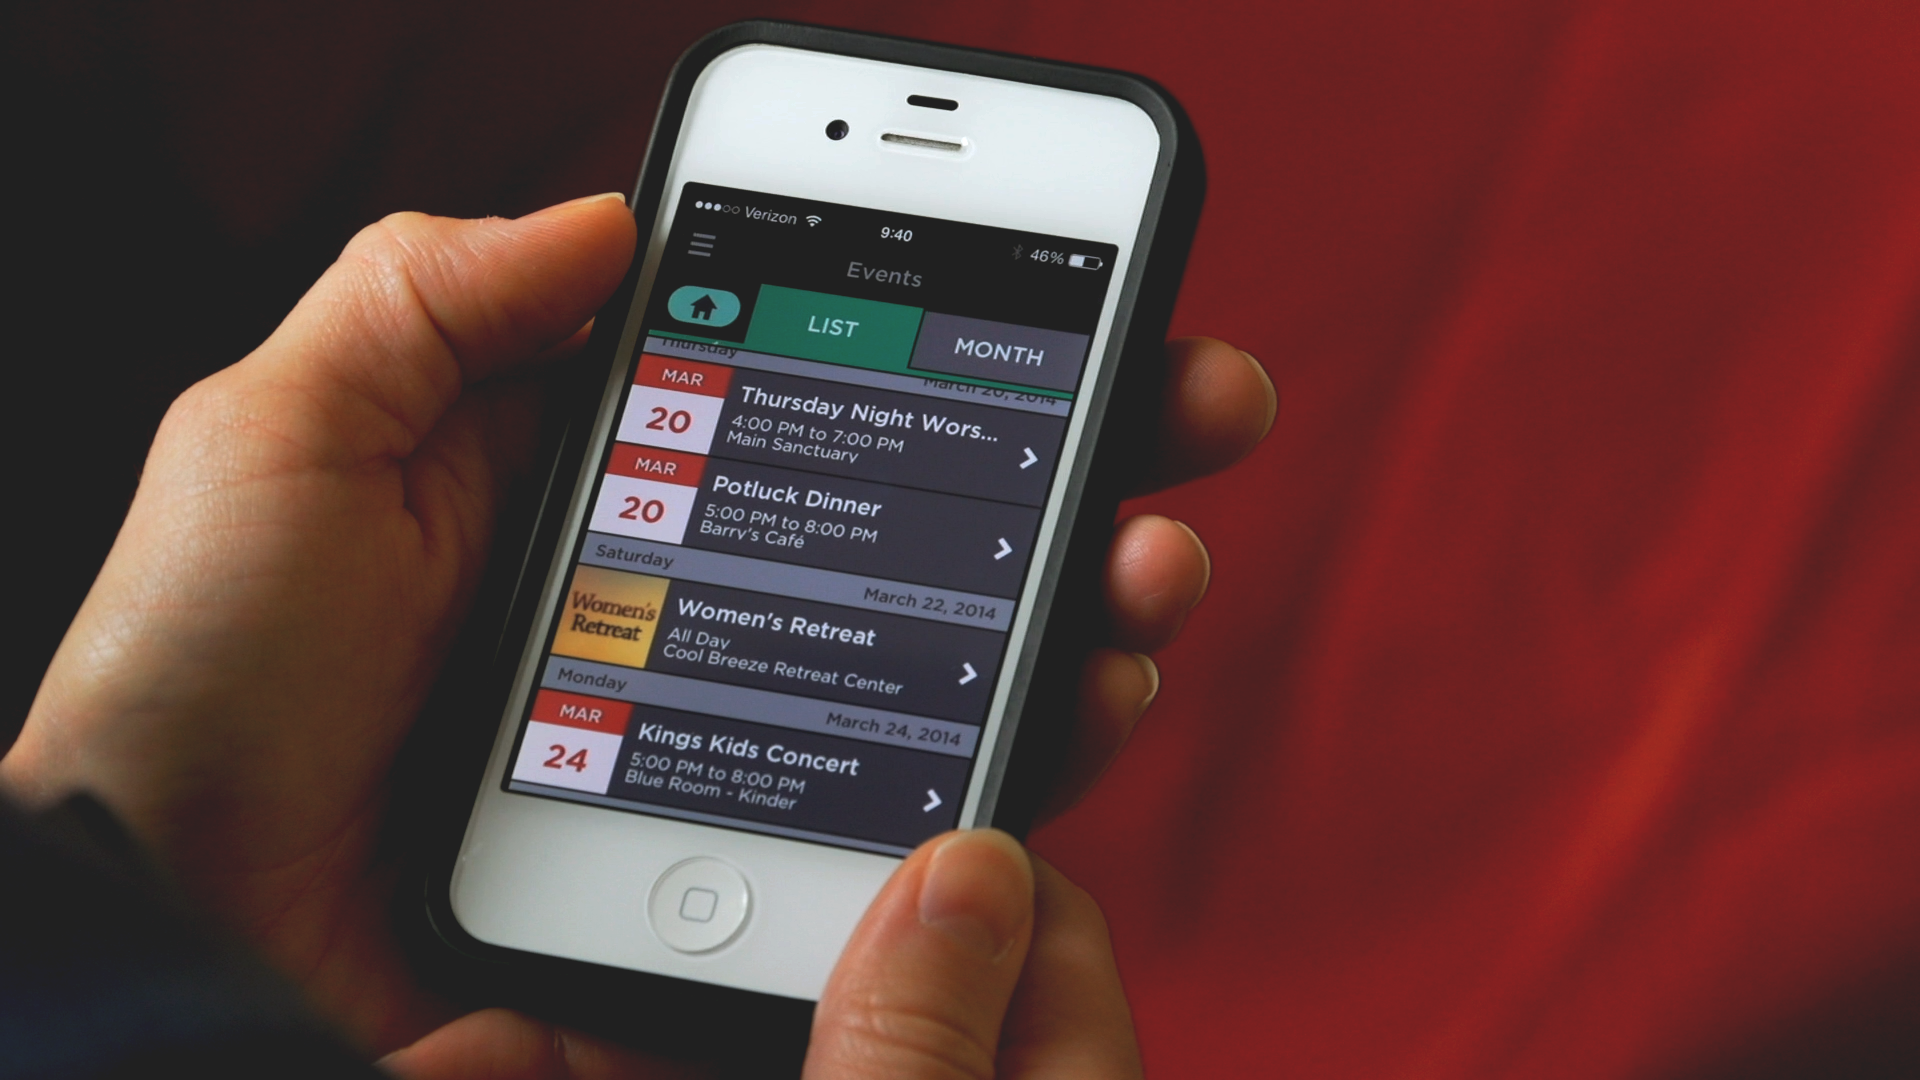 Verizon
9:40
46%
Events
LIST
MONTH
Thursday
March 20, 2014
MAR
20
Thursday Night Wors...
4:00 PM to 7:00 PM
Main Sanctuary
MAR
20
Potluck Dinner
5:00 PM to 8:00 PM
Barry's Café
Saturday
March 22, 2014
Women's
Retreat
Women's Retreat
All Day
Cool Breeze Retreat Center
Monday
March 24, 2014
MAR
24
Kings Kids Concert
5:00 PM to 8:00 PM
Blue Room - Kinder